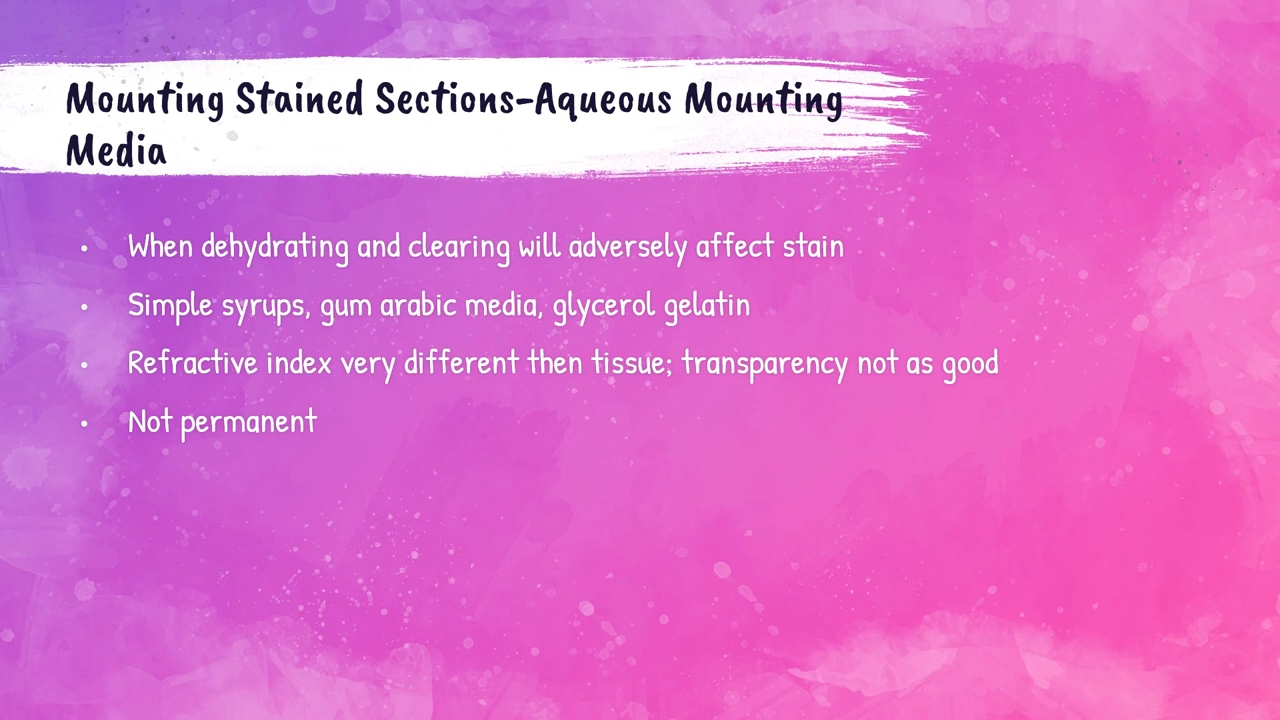 Mounting Stained Sections-Aqueous Mounting
Media
• When dehydrating and clearing will adversely affect stain
• Simple syrups, gum arabic media, glycerol gelatin
• Refractive index very different then tissue; transparency not as good
• Not permanent